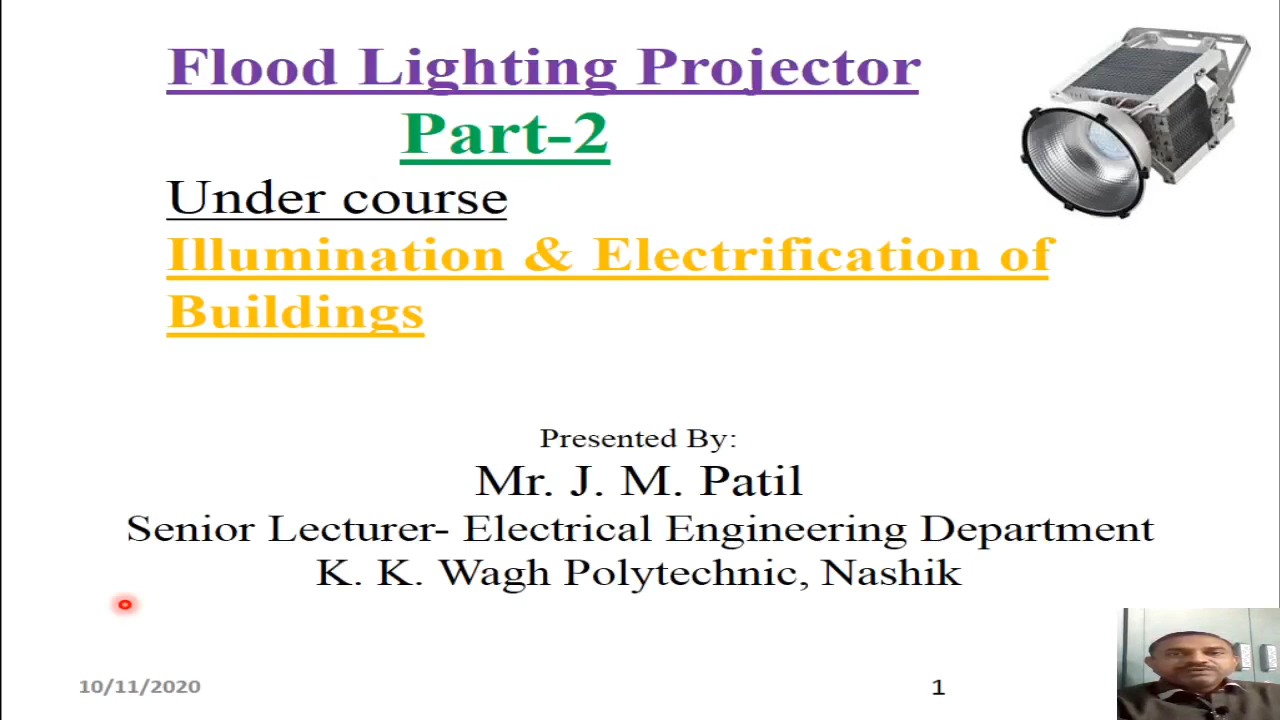 Flood Lighting Projector
Part-2
Under course
Illumination & Electrification of
Buildings
Presented By:
Mr. J. M. Patil
Senior Lecturer- Electrical Engineering Department
K. K. Wagh Polytechnic, Nashik
10/11/2020
1